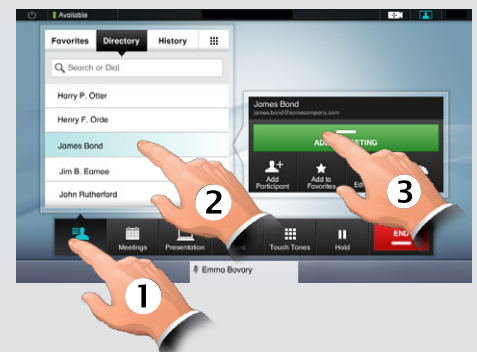 Available
Favorites Directory History
Search or Dial
Harry P. Otter
Henry F. Orde
James Bond
Jim B. Eamee
John Rutherford
James Bond
james.bond@somecompany.com
Add Participant
Add to Favorites
Meetings
Presentation
Touch Tones
Hold
END
Emma Bovary
1
2
3